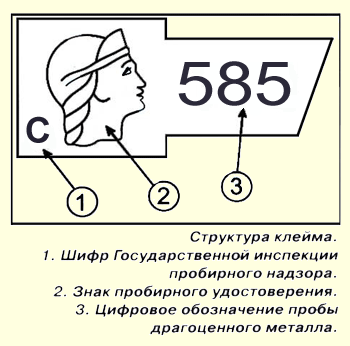 585
С
1
2
3
Структура клейма.
1. Шифр Государственной инспекции
пробирного надзора.
2. Знак пробирного удостоверения.
3. Цифровое обозначение пробы
драгоценного металла.